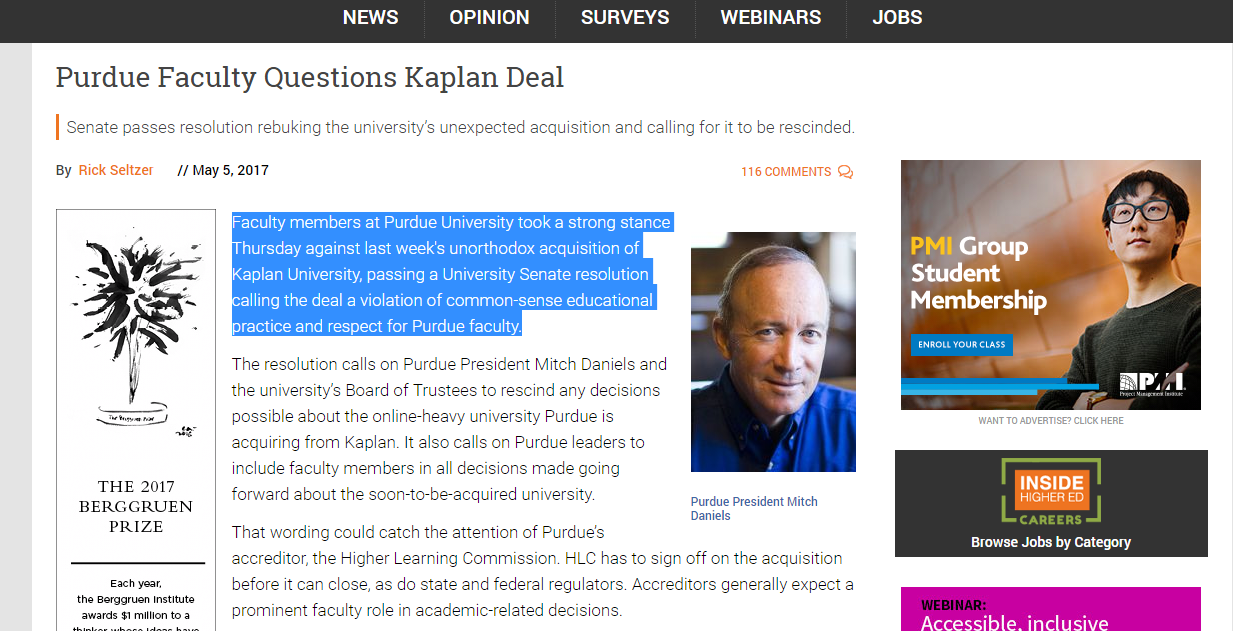 NEWS
OPINION
SURVEYS
WEBINARS
JOBS
Purdue Faculty Questions Kaplan Deal
Senate passes resolution rebuking the university's unexpected acquisition and calling for it to be rescinded.
By Rick Seltzer // May 5, 2017
116 COMMENTS
The Berggruen Prize
2016
THE 2017
BERGGRUEN
PRIZE
Each year,
the Berggruen Institute
awards $1 million to a
thinker whose ideas have
Faculty members at Purdue University took a strong stance
Thursday against last week's unorthodox acquisition of
Kaplan University, passing a University Senate resolution
calling the deal a violation of common-sense educational
practice and respect for Purdue faculty.
The resolution calls on Purdue President Mitch Daniels and
the university's Board of Trustees to rescind any decisions
possible about the online-heavy university Purdue is
acquiring from Kaplan. It also calls on Purdue leaders to
include faculty members in all decisions made going
forward about the soon-to-be-acquired university.
That wording could catch the attention of Purdue's
accreditor, the Higher Learning Commission. HLC has to sign off on the acquisition
before it can close, as do state and federal regulators. Accreditors generally expect a
prominent faculty role in academic-related decisions.
Purdue President Mitch
Daniels
PMI Group
Student
Membership
ENROLL YOUR CLASS
PMI
Project Management Institute
WANT TO ADVERTISE? CLICK HERE
INSIDE
HIGHER ED
CAREERS
Browse Jobs by Category
WEBINAR:
Accessible, inclusive